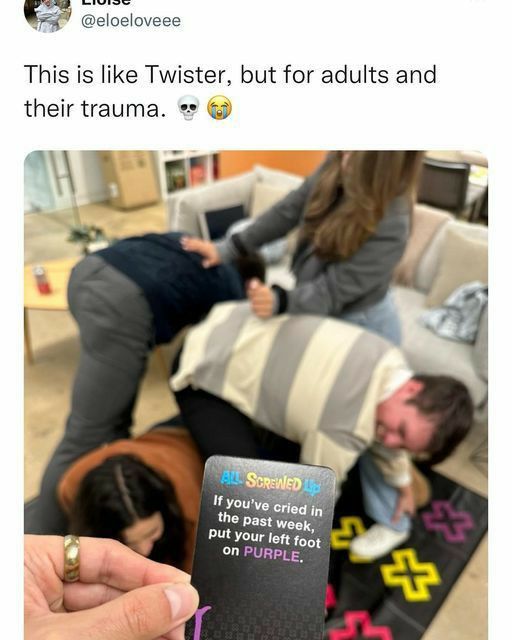 Eloise
@eloeloveee
This is like Twister, but for adults and
their trauma. 💀😭
ALL SCREWED UP
If you've cried in
the past week,
put your left foot
on PURPLE.